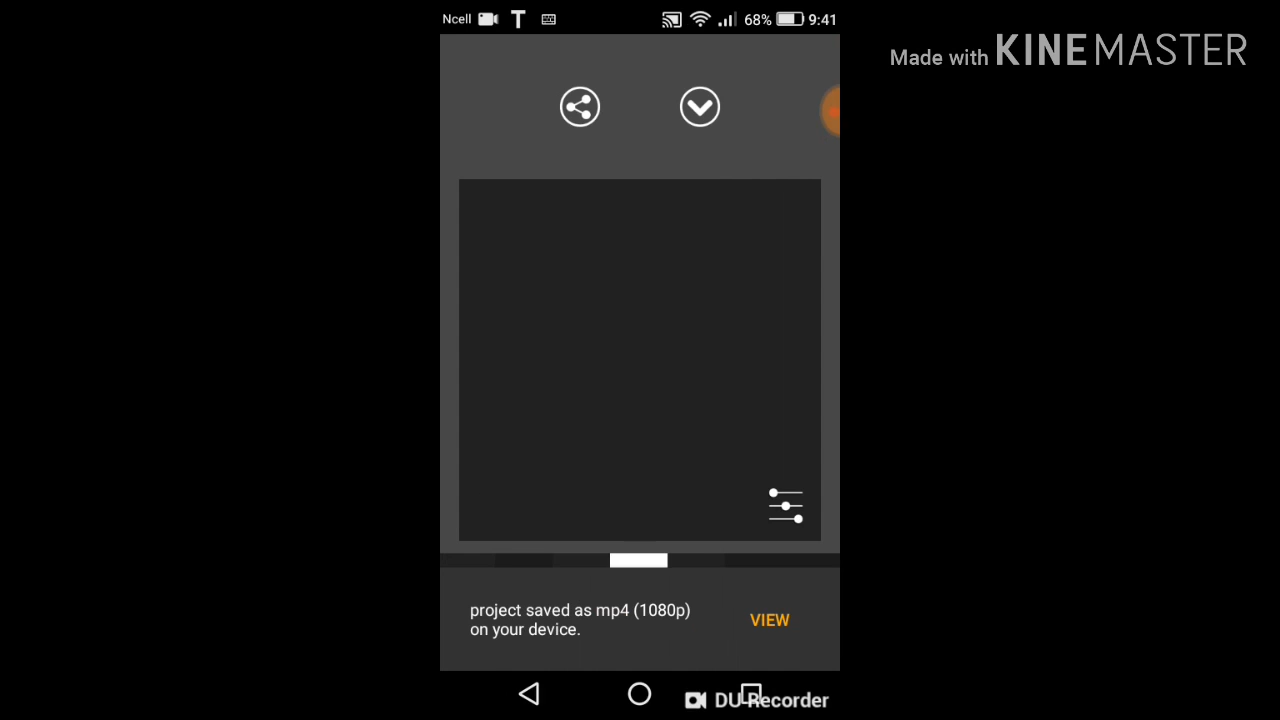 Ncell T 68% 9:41
Made with KINEMASTER
project saved as mp4 (1080p)
on your device.
VIEW
DU Recorder